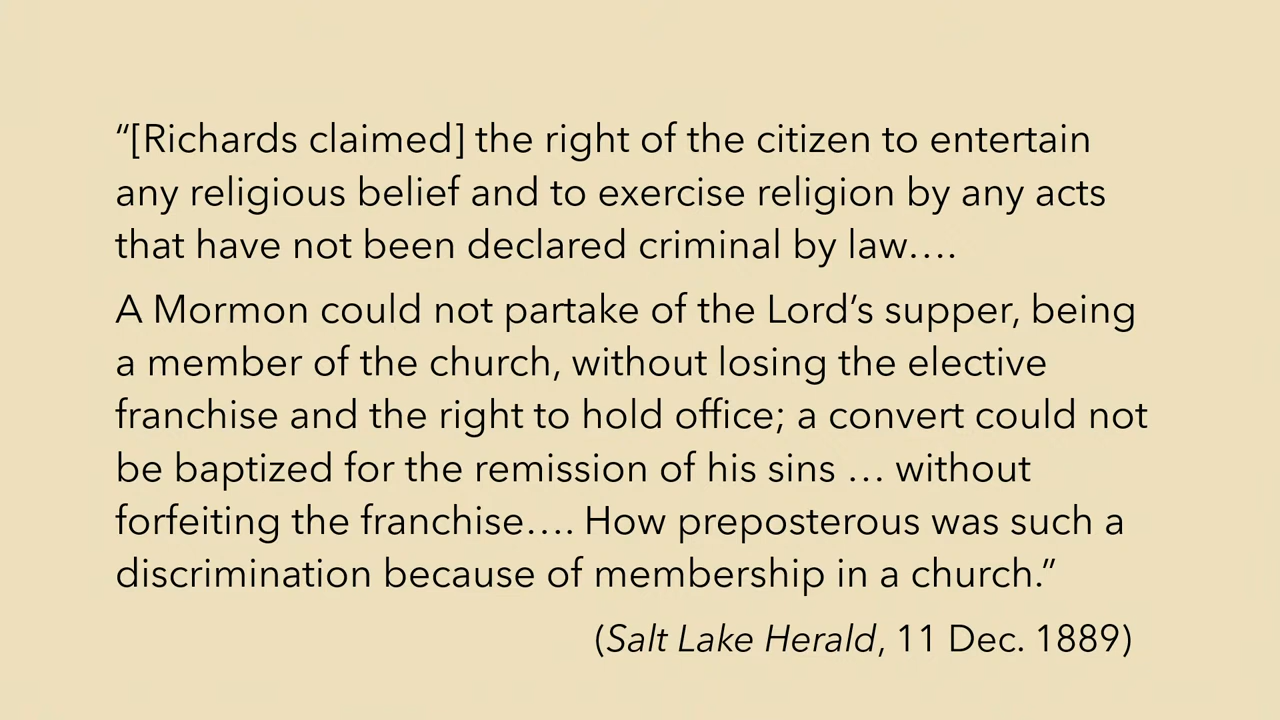 “[Richards claimed] the right of the citizen to entertain
any religious belief and to exercise religion by any acts
that have not been declared criminal by law….
A Mormon could not partake of the Lord’s supper, being
a member of the church, without losing the elective
franchise and the right to hold office; a convert could not
be baptized for the remission of his sins … without
forfeiting the franchise…. How preposterous was such a
discrimination because of membership in a church.”
(Salt Lake Herald, 11 Dec. 1889)